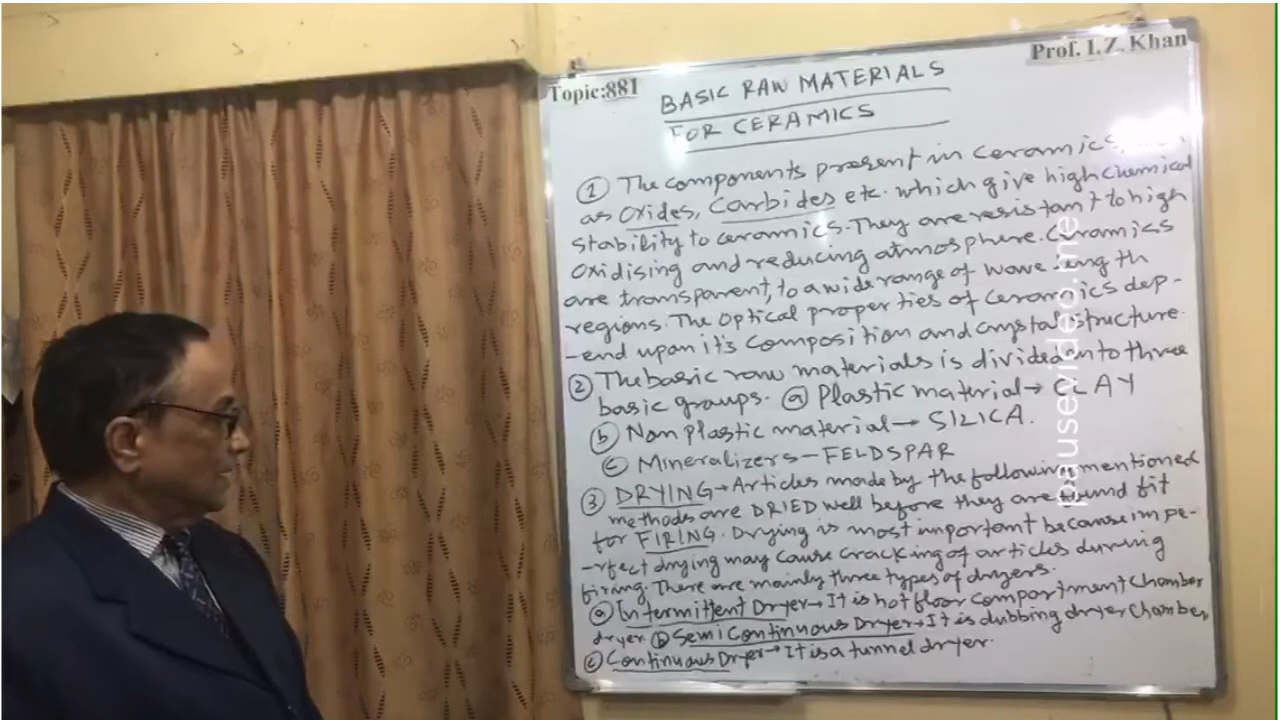 Topic:881
Prof. I.Z. Khan
BASIC RAW MATERIALS
FOR CERAMICS
① The components present in ceramics,
as Oxides, Carbides etc. which give high chemical
stability to ceramics. They are resistant to high
Oxidising and reducing atmosphere. Ceramics
are transparent, to a wide range of wave leng th
regions. The Optical properties of ceramics dep-
-end upon it's Composition and crystal structure.
② The basic raw materials is divided into three
basic groups. ⓐ Plastic material → CLAY
ⓑ Non plastic material → SILICA.
ⓒ Mineralizers - FELDSPAR
③ DRYING → Articles made by the following mentioned
methods are DRIED well before they are found fit
for FIRING. Drying is most important because impe-
-rfect drying may cause cracking of articles during
firing. There are mainly three types of dryers.
ⓐ Intermittent Dryer → It is hot floor compartment Chamber
dryer. ⓑ Semi Continuous Dryer → It is dubbing dryer Chamber,
ⓒ Continuous Dryer → It is a tunnel dryer.
pausevideo.me